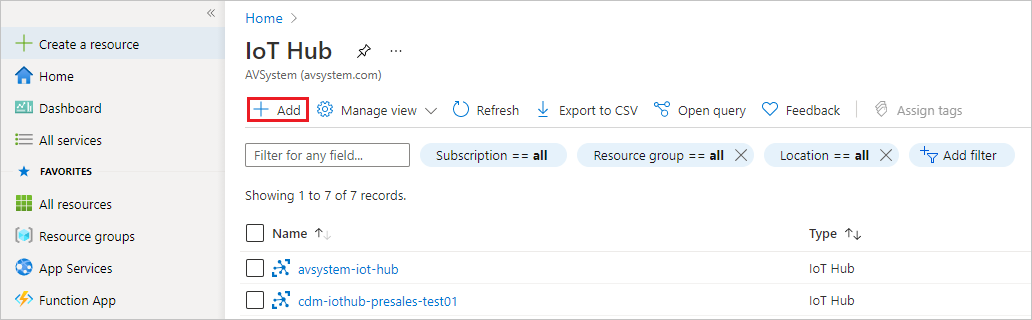 «
Create a resource
Home
Dashboard
All services
FAVORITES
All resources
Resource groups
App Services
Function App
Home >
IoT Hub ...
AVSystem (avsystem.com)
Add Manage view Refresh Export to CSV Open query Feedback Assign tags
Filter for any field... Subscription == all Resource group == all Location == all Add filter
Showing 1 to 7 of 7 records.
Name ↑↓ Type ↑↓
avsystem-iot-hub IoT Hub
cdm-iothub-presales-test01 IoT Hub